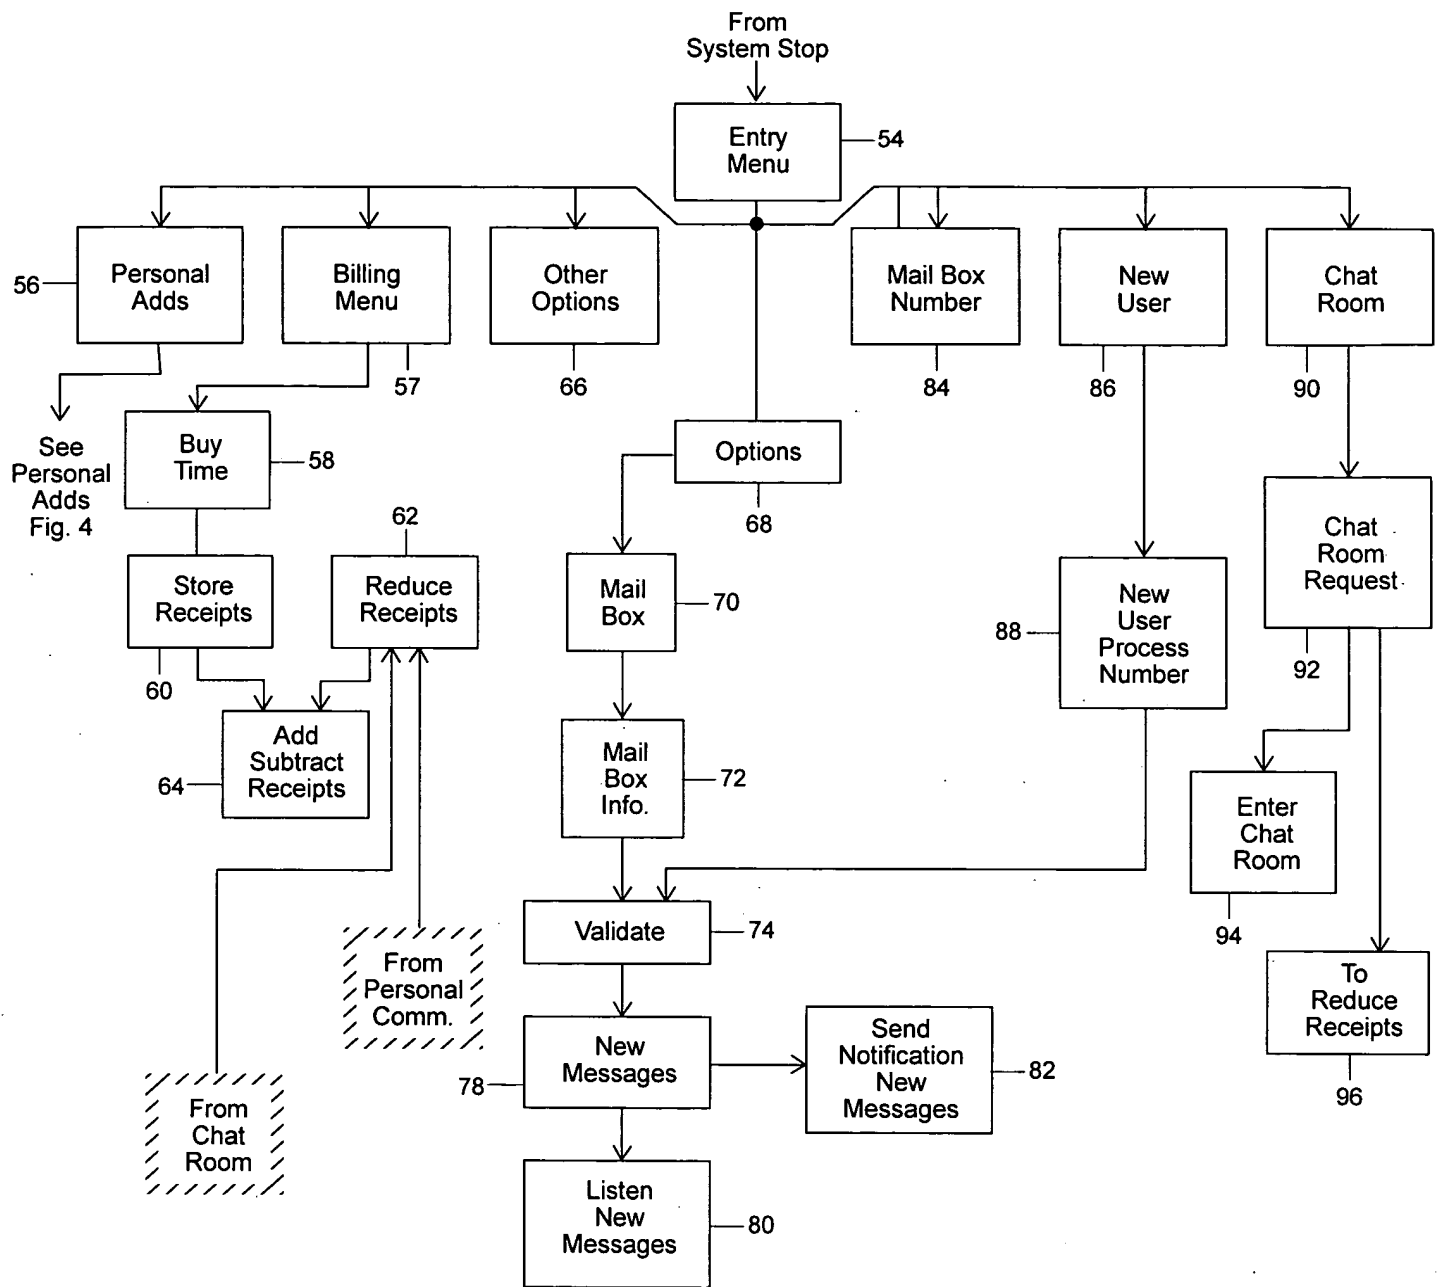 From
System Stop
Entry
Menu
54
Personal
Adds
56
Billing
Menu
57
Other
Options
66
Mail Box
Number
84
New
User
86
Chat
Room
90
See
Personal
Adds
Fig. 4
Buy
Time
58
Options
68
62
Store
Receipts
60
Reduce
Receipts
Mail
Box
70
New
User
Process
Number
88
Chat
Room
Request
92
Add
Subtract
Receipts
64
Mail
Box
Info.
72
Enter
Chat
Room
94
Validate
74
From
Personal
Comm.
To
Reduce
Receipts
96
New
Messages
78
Send
Notification
New
Messages
82
From
Chat
Room
Listen
New
Messages
80